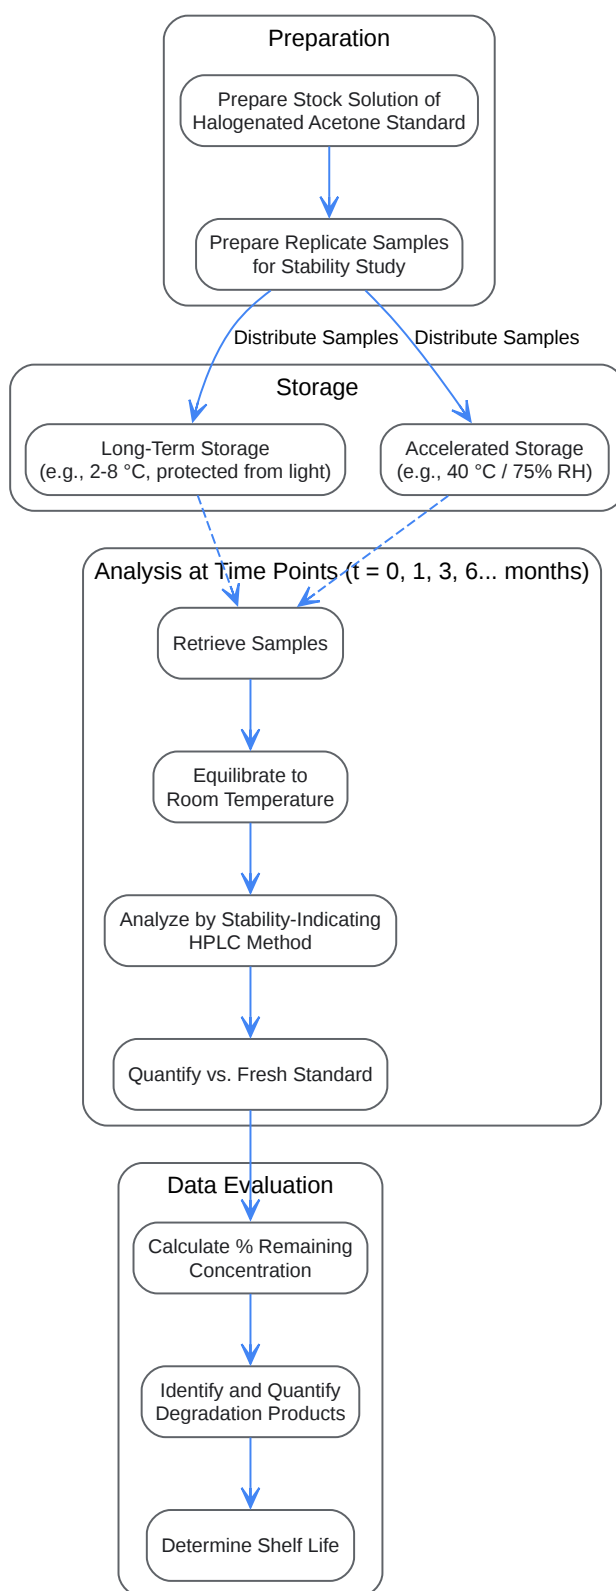 Preparation
Prepare Stock Solution of
Halogenated Acetone Standard
Prepare Replicate Samples
for Stability Study
Distribute Samples
Distribute Samples
Storage
Long-Term Storage
(e.g., 2-8 °C, protected from light)
Accelerated Storage
(e.g., 40 °C / 75% RH)
Analysis at Time Points (t = 0, 1, 3, 6... months)
Retrieve Samples
Equilibrate to
Room Temperature
Analyze by Stability-Indicating
HPLC Method
Quantify vs. Fresh Standard
Data Evaluation
Calculate % Remaining
Concentration
Identify and Quantify
Degradation Products
Determine Shelf Life